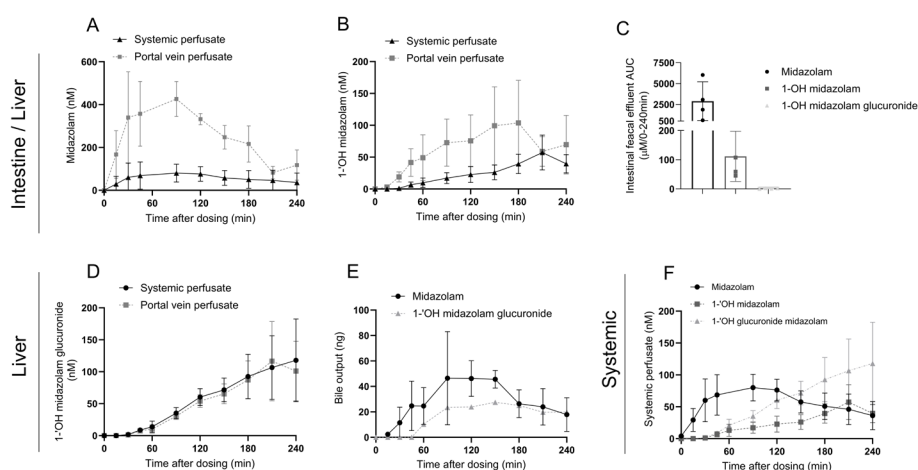 Intestine / Liver
A
Systemic perfusate
Portal vein perfusate
Midazolam
(nM)
600
400
200
0
0 60 120 180 240
Time after dosing (min)
B
Systemic perfusate
Portal vein perfusate
1-'OH midazolam
(nM)
200
150
100
50
0
0 60 120 180 240
Time after dosing (min)
C
Midazolam
1-OH midazolam
1-OH midazolam glucuronide
Intestinal feacal effluent AUC
(µM/0-240min)
7500
5000
2500
500
200
100
0
Liver
D
Systemic perfusate
Portal vein perfusate
1-'OH midazolam glucuronide
(nM)
200
150
100
50
0
0 60 120 180 240
Time after dosing (min)
E
Midazolam
1-'OH midazolam glucuronide
Bile output (ng)
100
80
60
40
20
0
0 60 120 180 240
Time after dosing (min)
Systemic
F
Midazolam
1-'OH midazolam
1-'OH glucuronide midazolam
Systemic perfusate (nM)
200
150
100
50
0
0 60 120 180 240
Time after dosing (min)